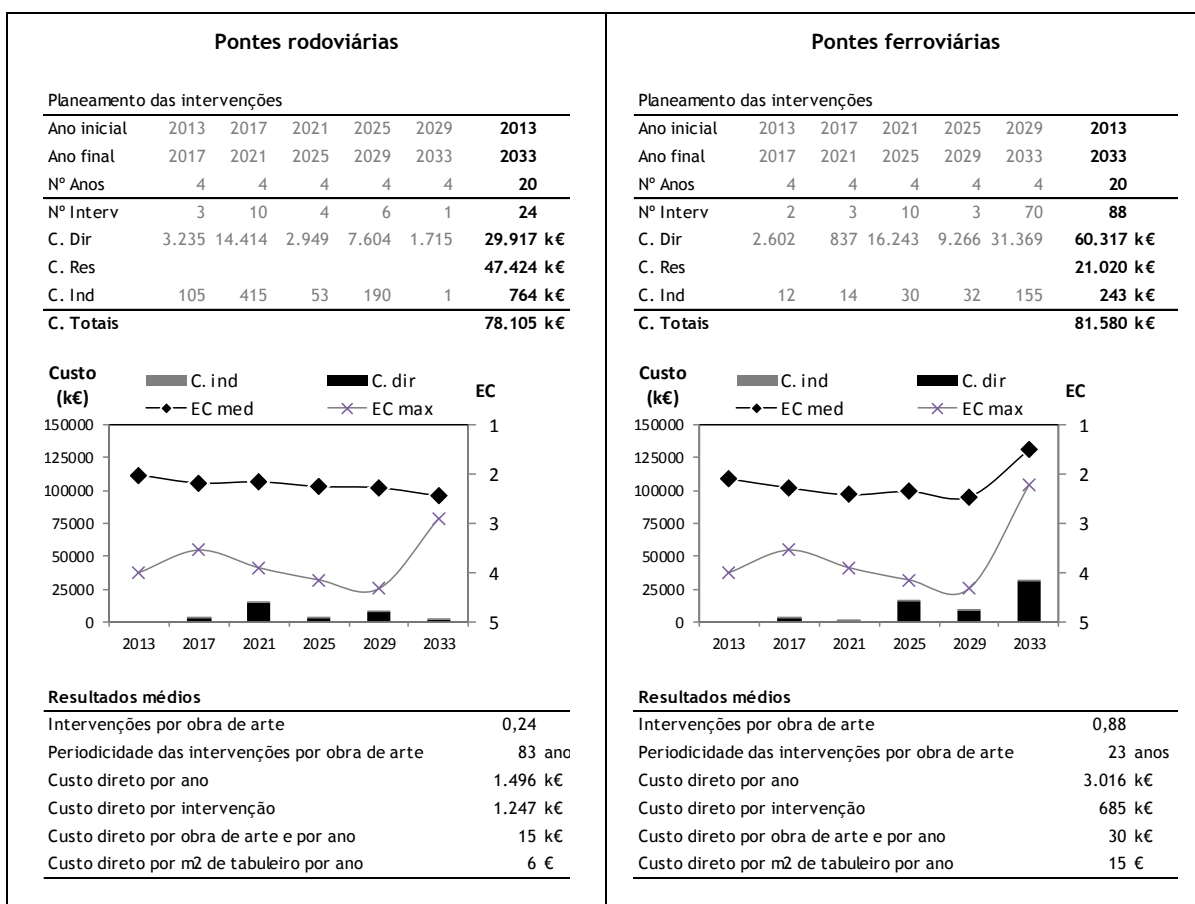 Pontes rodoviárias
Planeamento das intervenções
Ano inicial 2013 2017 2021 2025 2029 2013
Ano final 2017 2021 2025 2029 2033 2033
Nº Anos 4 4 4 4 4 20
Nº Interv 3 10 4 6 1 24
C. Dir 3.235 14.414 2.949 7.604 1.715 29.917 k€
C. Res 47.424 k€
C. Ind 105 415 53 190 1 764 k€
C. Totais 78.105 k€
Custo (k€)
C. ind C. dir
EC med EC max
EC
150000 1
125000
100000 2
75000 3
50000 4
25000
0 5
2013 2017 2021 2025 2029 2033
Resultados médios
Intervenções por obra de arte 0,24
Periodicidade das intervenções por obra de arte 83 ano
Custo direto por ano 1.496 k€
Custo direto por intervenção 1.247 k€
Custo direto por obra de arte e por ano 15 k€
Custo direto por m2 de tabuleiro por ano 6 €
Pontes ferroviárias
Planeamento das intervenções
Ano inicial 2013 2017 2021 2025 2029 2013
Ano final 2017 2021 2025 2029 2033 2033
Nº Anos 4 4 4 4 4 20
Nº Interv 2 3 10 3 70 88
C. Dir 2.602 837 16.243 9.266 31.369 60.317 k€
C. Res 21.020 k€
C. Ind 12 14 30 32 155 243 k€
C. Totais 81.580 k€
Custo (k€)
C. ind C. dir
EC med EC max
EC
150000 1
125000
100000 2
75000 3
50000 4
25000
0 5
2013 2017 2021 2025 2029 2033
Resultados médios
Intervenções por obra de arte 0,88
Periodicidade das intervenções por obra de arte 23 anos
Custo direto por ano 3.016 k€
Custo direto por intervenção 685 k€
Custo direto por obra de arte e por ano 30 k€
Custo direto por m2 de tabuleiro por ano 15 €